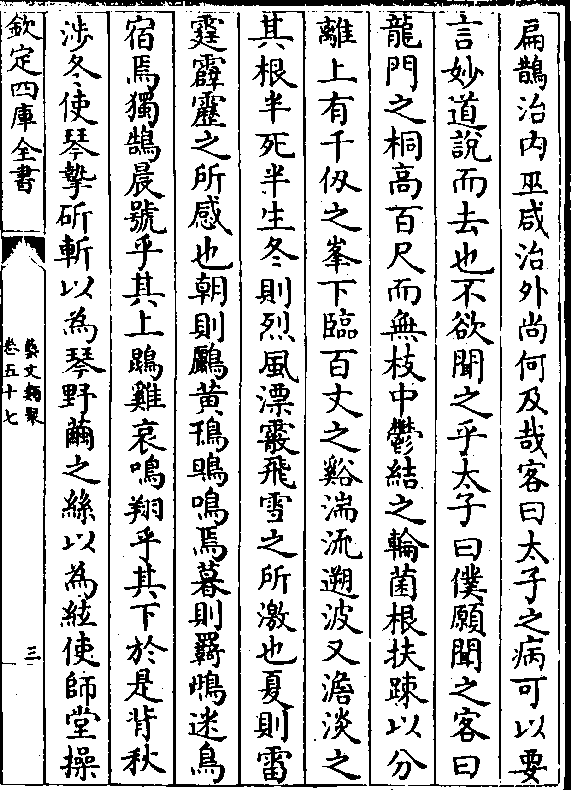 扁鵲治内巫咸治外尚何及哉客曰太子之病可以要
言妙道說而去也不欲聞之乎太子曰僕願聞之客曰
龍門之桐高百尺而無枝中鬱結之輪菌根扶踈以分
離上有千仭之峯下臨百丈之谿湍流遡波又澹淡之
其根半死半生冬則烈風漂霰飛雪之所激也夏則雷
霆霹靂之所感也朝則鸝黃鳱鴠鳴焉暮則羇鴠迷鳥
宿焉獨鵠晨號乎其上鵾雞哀鳴翔乎其下於是背秋
涉冬使琴摯斫斬以為琴野繭之絲以為絃使師堂操
欽定四庫全書
藝文類聚
卷五十七
三